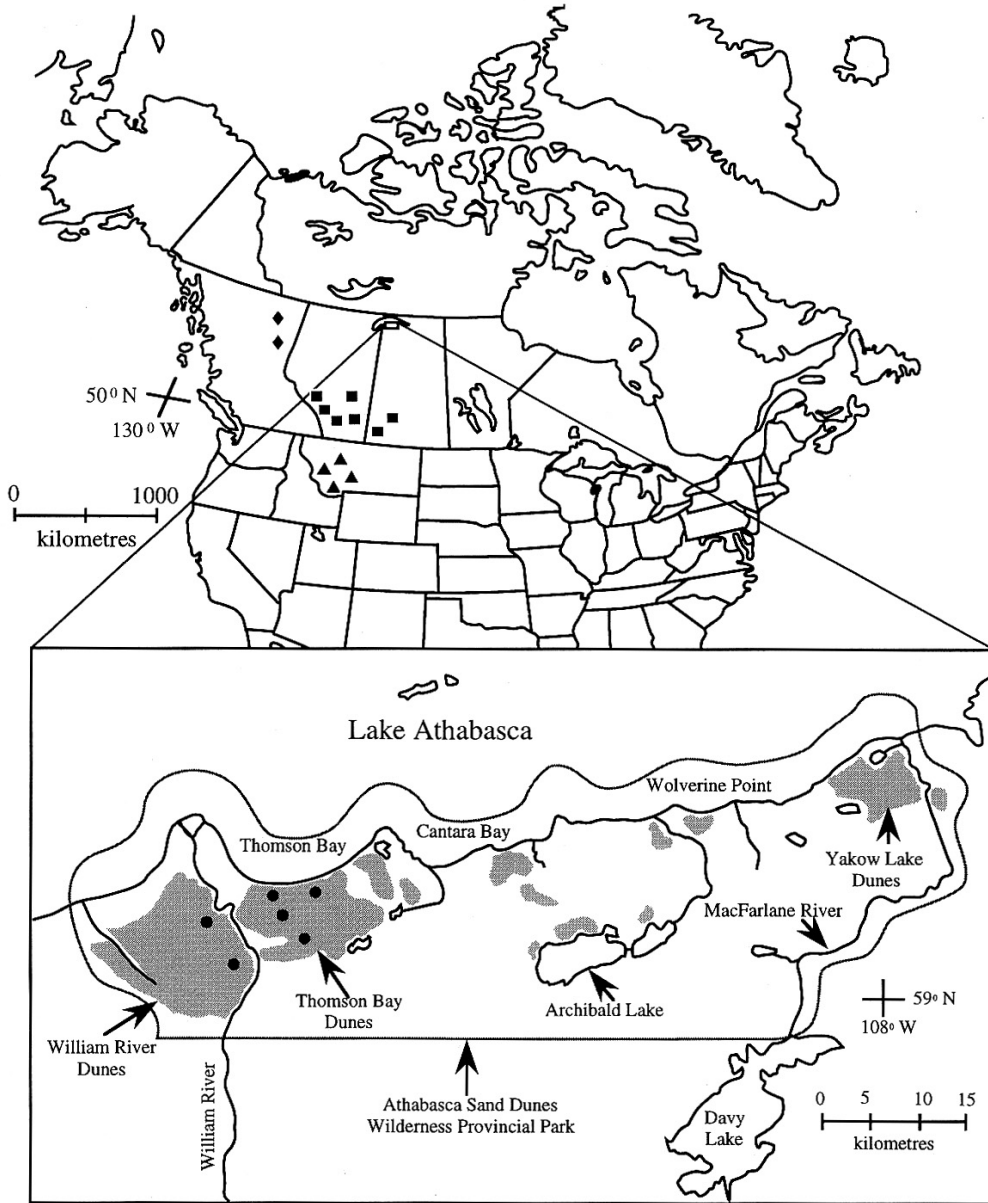 50° N
130° W
0 1000
kilometres
Lake Athabasca
Wolverine Point
Thomson Bay
Cantara Bay
Yakow Lake
Dunes
MacFarlane River
59° N
108° W
Thomson Bay
Dunes
Archibald Lake
William River
Dunes
William River
Athabasca Sand Dunes
Wilderness Provincial Park
Davy
Lake
0 5 10 15
kilometres